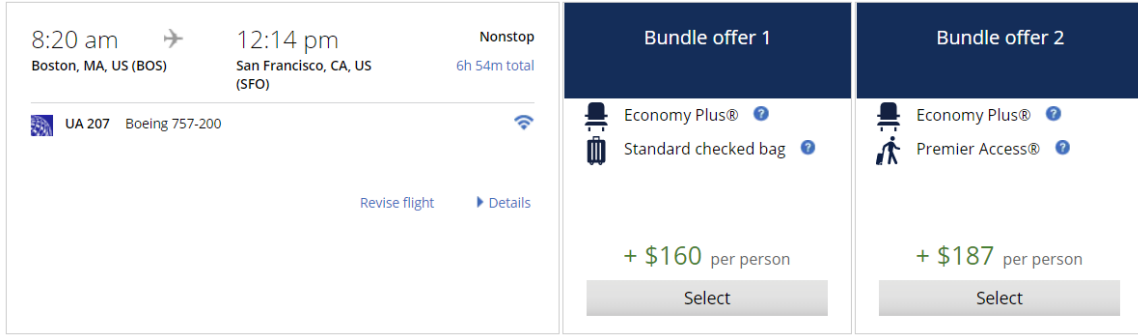 8:20 am
12:14 pm
Nonstop
Boston, MA, US (BOS)
San Francisco, CA, US
(SFO)
6h 54m total
UA 207 Boeing 757-200
Revise flight
Details
Bundle offer 1
Economy Plus®
?
Standard checked bag
?
+ $160 per person
Select
Bundle offer 2
Economy Plus®
?
Premier Access®
?
+ $187 per person
Select